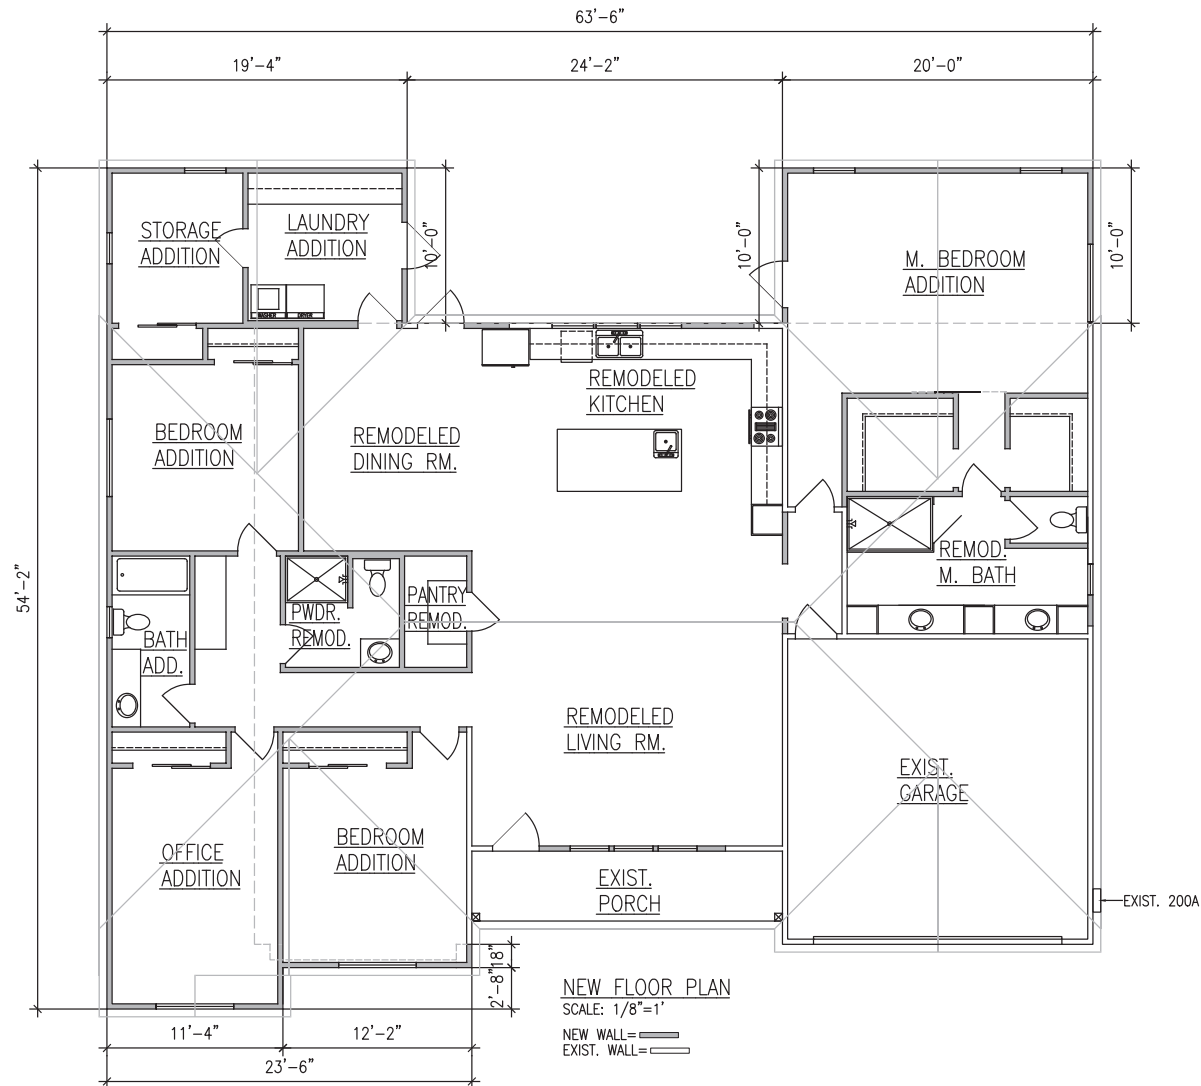 63'-6"
19'-4"
24'-2"
20'-0"
STORAGE
ADDITION
LAUNDRY
ADDITION
10'-0"
10'-0"
M. BEDROOM
ADDITION
10'-0"
WASHER
DRYER
REMODELED
KITCHEN
BEDROOM
ADDITION
REMODELED
DINING RM.
54'-2"
REMOD.
M. BATH
PWDR.
REMOD.
PANTRY
REMOD.
BATH
ADD.
REMODELED
LIVING RM.
EXIST.
GARAGE
OFFICE
ADDITION
BEDROOM
ADDITION
EXIST.
PORCH
EXIST. 200A
18"
2'-8"
NEW FLOOR PLAN
SCALE: 1/8"=1'
NEW WALL=
EXIST. WALL=
11'-4"
12'-2"
23'-6"